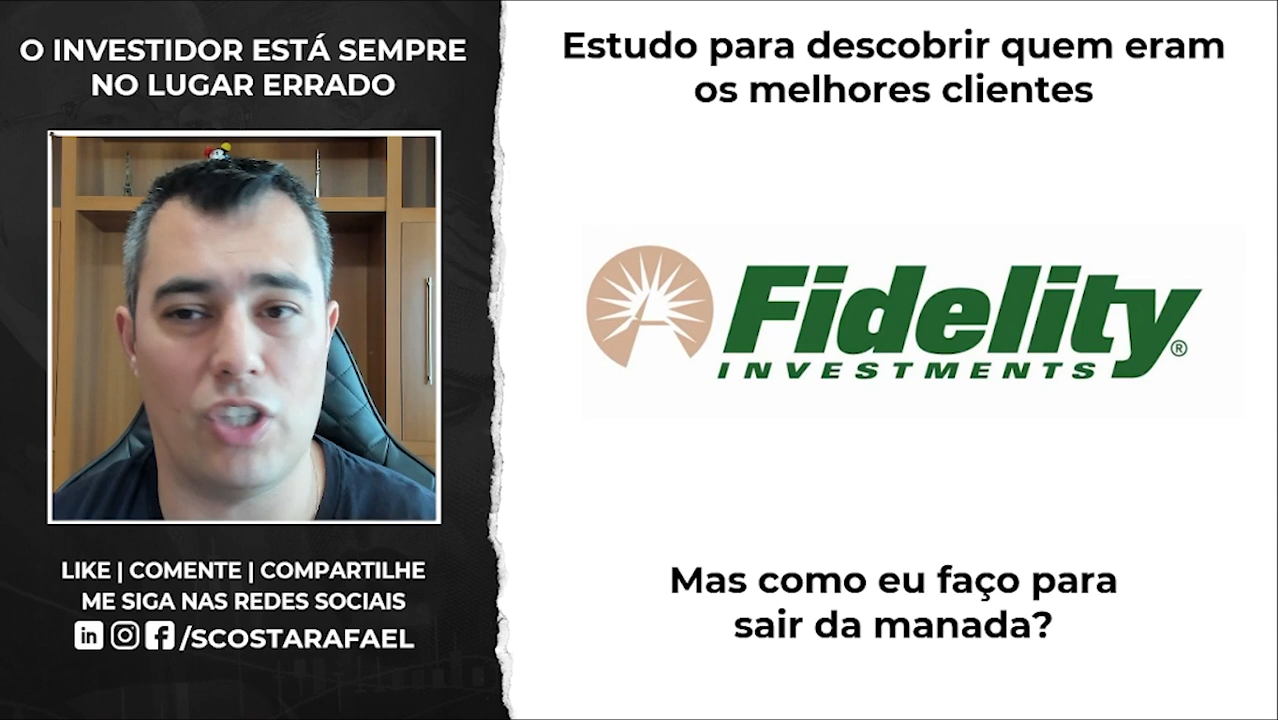 O INVESTIDOR ESTÁ SEMPRE
NO LUGAR ERRADO
LIKE | COMENTE | COMPARTILHE
ME SIGA NAS REDES SOCIAIS
in /SCOSTARAFAEL
Estudo para descobrir quem eram
os melhores clientes
Fidelity®
INVESTMENTS
Mas como eu faço para
sair da manada?